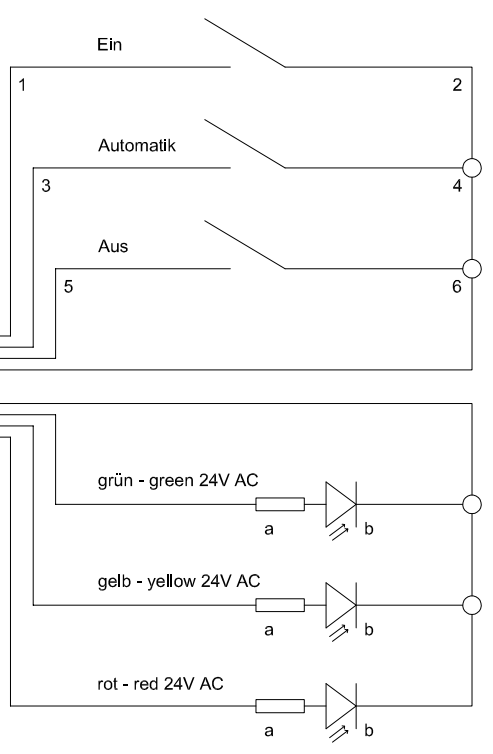 Ein
1 2
Automatik
3 4
Aus
5 6
grün - green 24V AC
a b
gelb - yellow 24V AC
a b
rot - red 24V AC
a b